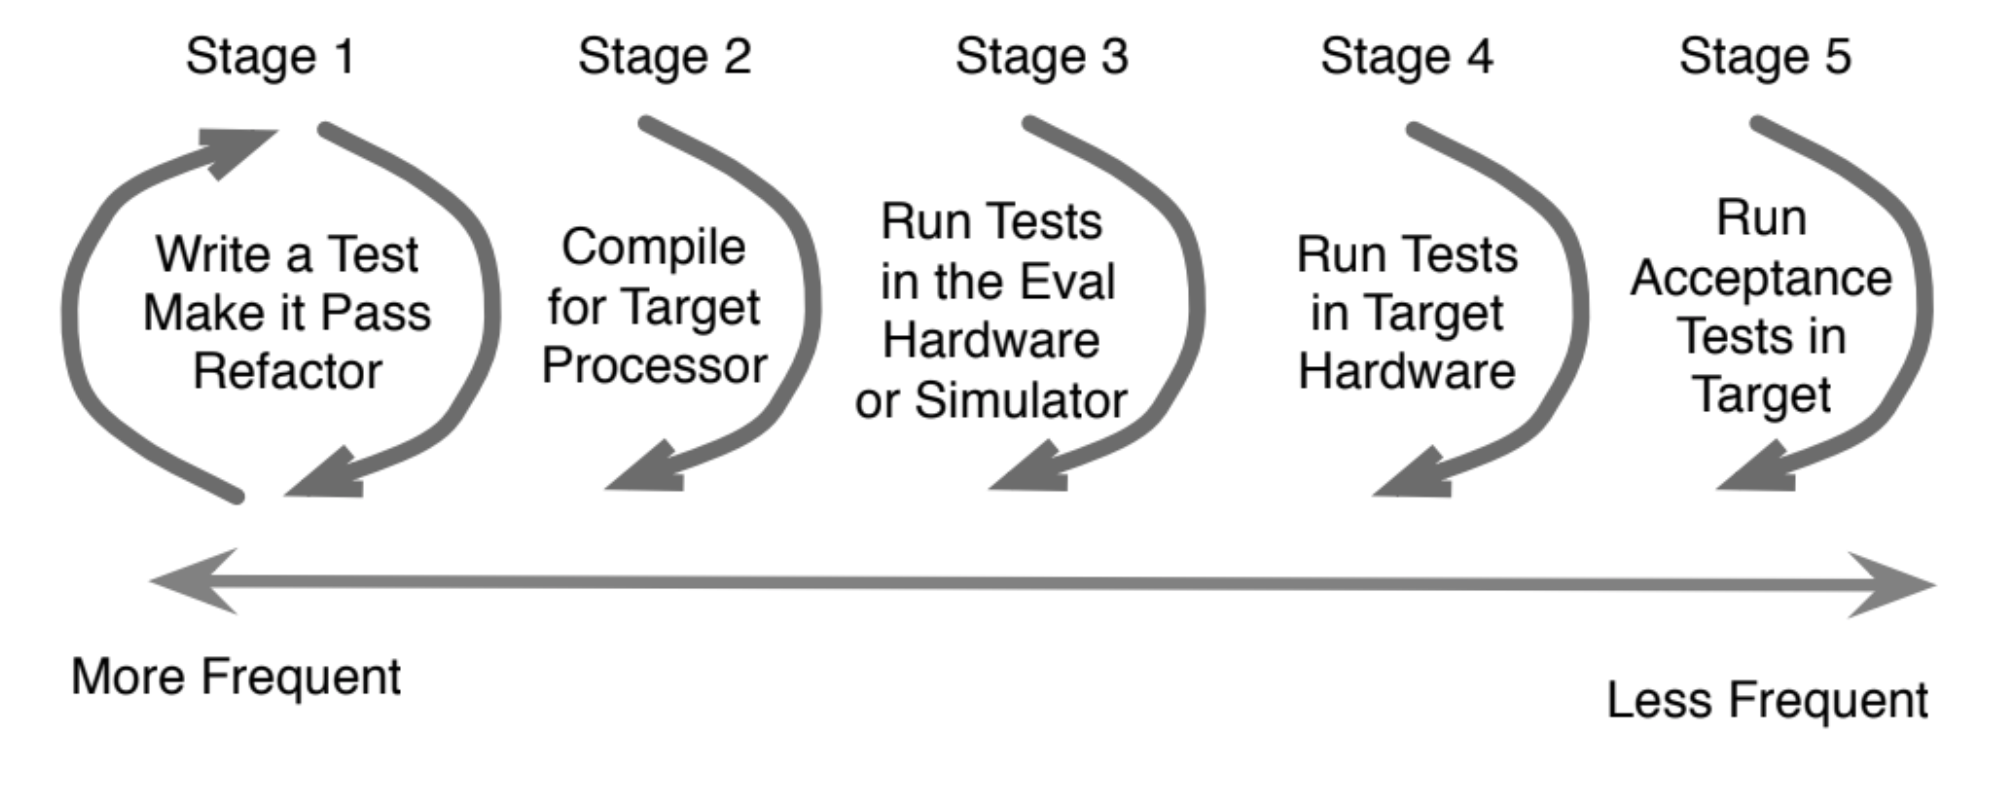 Stage 1
Stage 2
Stage 3
Stage 4
Stage 5
Write a Test
Make it Pass
Refactor
Compile
for Target
Processor
Run Tests
in the Eval
Hardware
or Simulator
Run Tests
in Target
Hardware
Run
Acceptance
Tests in
Target
More Frequent
Less Frequent